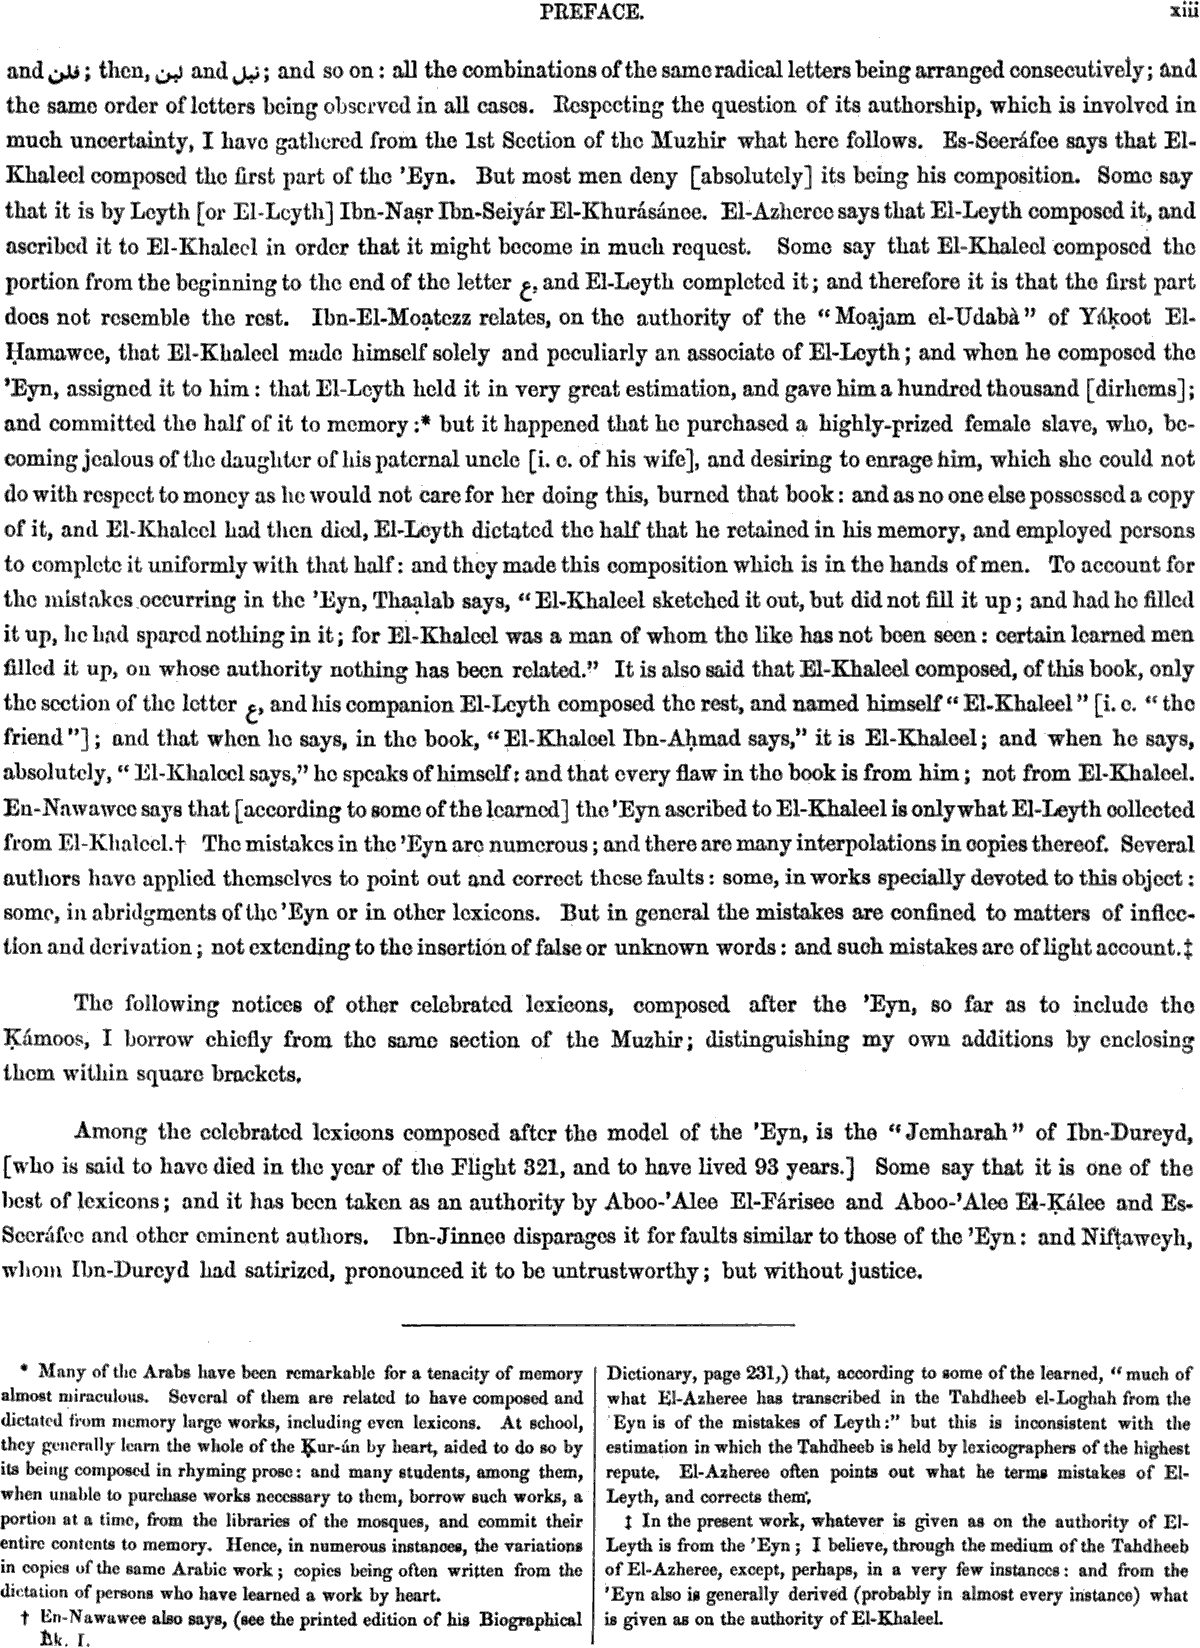 PREFACE. xiii
and فلن; then, لبن and نبل; and so on: all the combinations of the same radical letters being arranged consecutively; and
the same order of letters being observed in all cases. Respecting the question of its authorship, which is involved in
much uncertainty, I have gathered from the 1st Section of the Muzhir what here follows. Es-Seeráfee says that El-
Khaleel composed the first part of the 'Eyn. But most men deny [absolutely] its being his composition. Some say
that it is by Leyth [or El-Leyth] Ibn-Naṣr Ibn-Seiyár El-Khurásánee. El-Azheree says that El-Leyth composed it, and
ascribed it to El-Khaleel in order that it might become in much request. Some say that El-Khaleel composed the
portion from the beginning to the end of the letter ع, and El-Leyth completed it; and therefore it is that the first part
does not resemble the rest. Ibn-El-Moạtezz relates, on the authority of the "Moạjam el-Udabà" of Yáḳoot El-
Ḥamawee, that El-Khaleel made himself solely and peculiarly an associate of El-Leyth; and when he composed the
'Eyn, assigned it to him: that El-Leyth held it in very great estimation, and gave him a hundred thousand [dirhems];
and committed the half of it to memory:* but it happened that he purchased a highly-prized female slave, who, be-
coming jealous of the daughter of his paternal uncle [i. e. of his wife], and desiring to enrage him, which she could not
do with respect to money as he would not care for her doing this, burned that book: and as no one else possessed a copy
of it, and El-Khaleel had then died, El-Leyth dictated the half that he retained in his memory, and employed persons
to complete it uniformly with that half: and they made this composition which is in the hands of men. To account for
the mistakes occurring in the 'Eyn, Thaạlab says, "El-Khaleel sketched it out, but did not fill it up; and had he filled
it up, he had spared nothing in it; for El-Khaleel was a man of whom the like has not been seen: certain learned men
filled it up, on whose authority nothing has been related." It is also said that El-Khaleel composed, of this book, only
the section of the letter ع, and his companion El-Leyth composed the rest, and named himself "El-Khaleel" [i. e. "the
friend"]; and that when he says, in the book, "El-Khaleel Ibn-Aḥmad says," it is El-Khaleel; and when he says,
absolutely, "El-Khaleel says," he speaks of himself: and that every flaw in the book is from him; not from El-Khaleel.
En-Nawawee says that [according to some of the learned] the 'Eyn ascribed to El-Khaleel is only what El-Leyth collected
from El-Khaleel.† The mistakes in the 'Eyn are numerous; and there are many interpolations in copies thereof. Several
authors have applied themselves to point out and correct these faults: some, in works specially devoted to this object:
some, in abridgments of the 'Eyn or in other lexicons. But in general the mistakes are confined to matters of inflec-
tion and derivation; not extending to the insertion of false or unknown words: and such mistakes are of light account.‡
The following notices of other celebrated lexicons, composed after the 'Eyn, so far as to include the
Ḳámoos, I borrow chiefly from the same section of the Muzhir; distinguishing my own additions by enclosing
them within square brackets.
Among the celebrated lexicons composed after the model of the 'Eyn, is the "Jemharah" of Ibn-Dureyd,
[who is said to have died in the year of the Flight 321, and to have lived 93 years.] Some say that it is one of the
best of lexicons; and it has been taken as an authority by Aboo-'Alee El-Fárisee and Aboo-'Alee El-Ḳálee and Es-
Seeráfee and other eminent authors. Ibn-Jinnee disparages it for faults similar to those of the 'Eyn: and Nifṭaweyh,
whom Ibn-Dureyd had satirized, pronounced it to be untrustworthy; but without justice.
* Many of the Arabs have been remarkable for a tenacity of memory
almost miraculous. Several of them are related to have composed and
dictated from memory large works, including even lexicons. At school,
they generally learn the whole of the Ḳur-án by heart, aided to do so by
its being composed in rhyming prose: and many students, among them,
when unable to purchase works necessary to them, borrow such works, a
portion at a time, from the libraries of the mosques, and commit their
entire contents to memory. Hence, in numerous instances, the variations
in copies of the same Arabic work; copies being often written from the
dictation of persons who have learned a work by heart.
† En-Nawawee also says, (see the printed edition of his Biographical
Bk. I.
Dictionary, page 231,) that, according to some of the learned, "much of
what El-Azheree has transcribed in the Tahdheeb el-Loghah from the
'Eyn is of the mistakes of Leyth:" but this is inconsistent with the
estimation in which the Tahdheeb is held by lexicographers of the highest
repute. El-Azheree often points out what he terms mistakes of El-
Leyth, and corrects them.
‡ In the present work, whatever is given as on the authority of El-
Leyth is from the 'Eyn; I believe, through the medium of the Tahdheeb
of El-Azheree, except, perhaps, in a very few instances: and from the
'Eyn also is generally derived (probably in almost every instance) what
is given as on the authority of El-Khaleel.